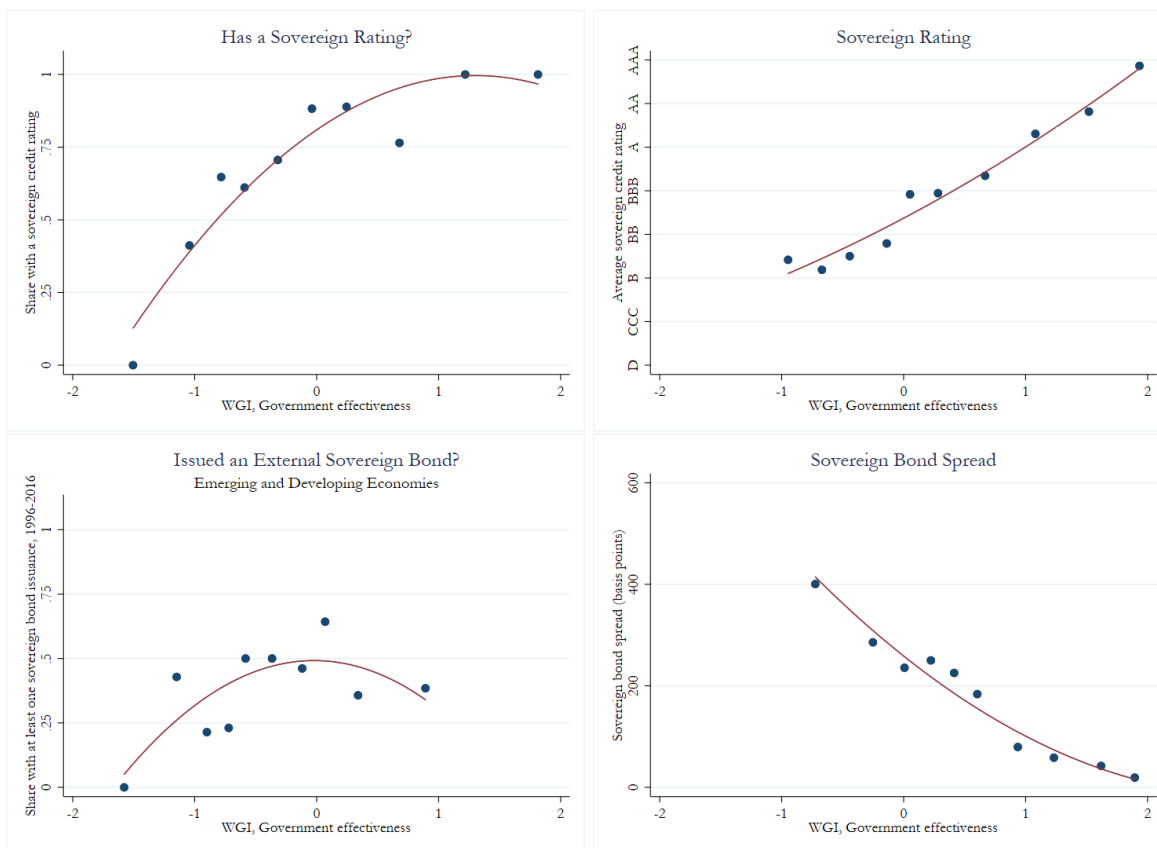 Has a Sovereign Rating?
Share with a sovereign credit rating
1
.75
.5
.25
0
-2 -1 0 1 2
WGI, Government effectiveness
Sovereign Rating
Average sovereign credit rating
AAA
AA
A
BBB
BB
B
CCC
D
-2 -1 0 1 2
WGI, Government effectiveness
Issued an External Sovereign Bond?
Emerging and Developing Economies
Share with at least one sovereign bond issuance, 1996-2016
1
.75
.5
.25
0
-2 -1 0 1 2
WGI, Government effectiveness
Sovereign Bond Spread
Sovereign bond spread (basis points)
600
400
200
0
-2 -1 0 1 2
WGI, Government effectiveness